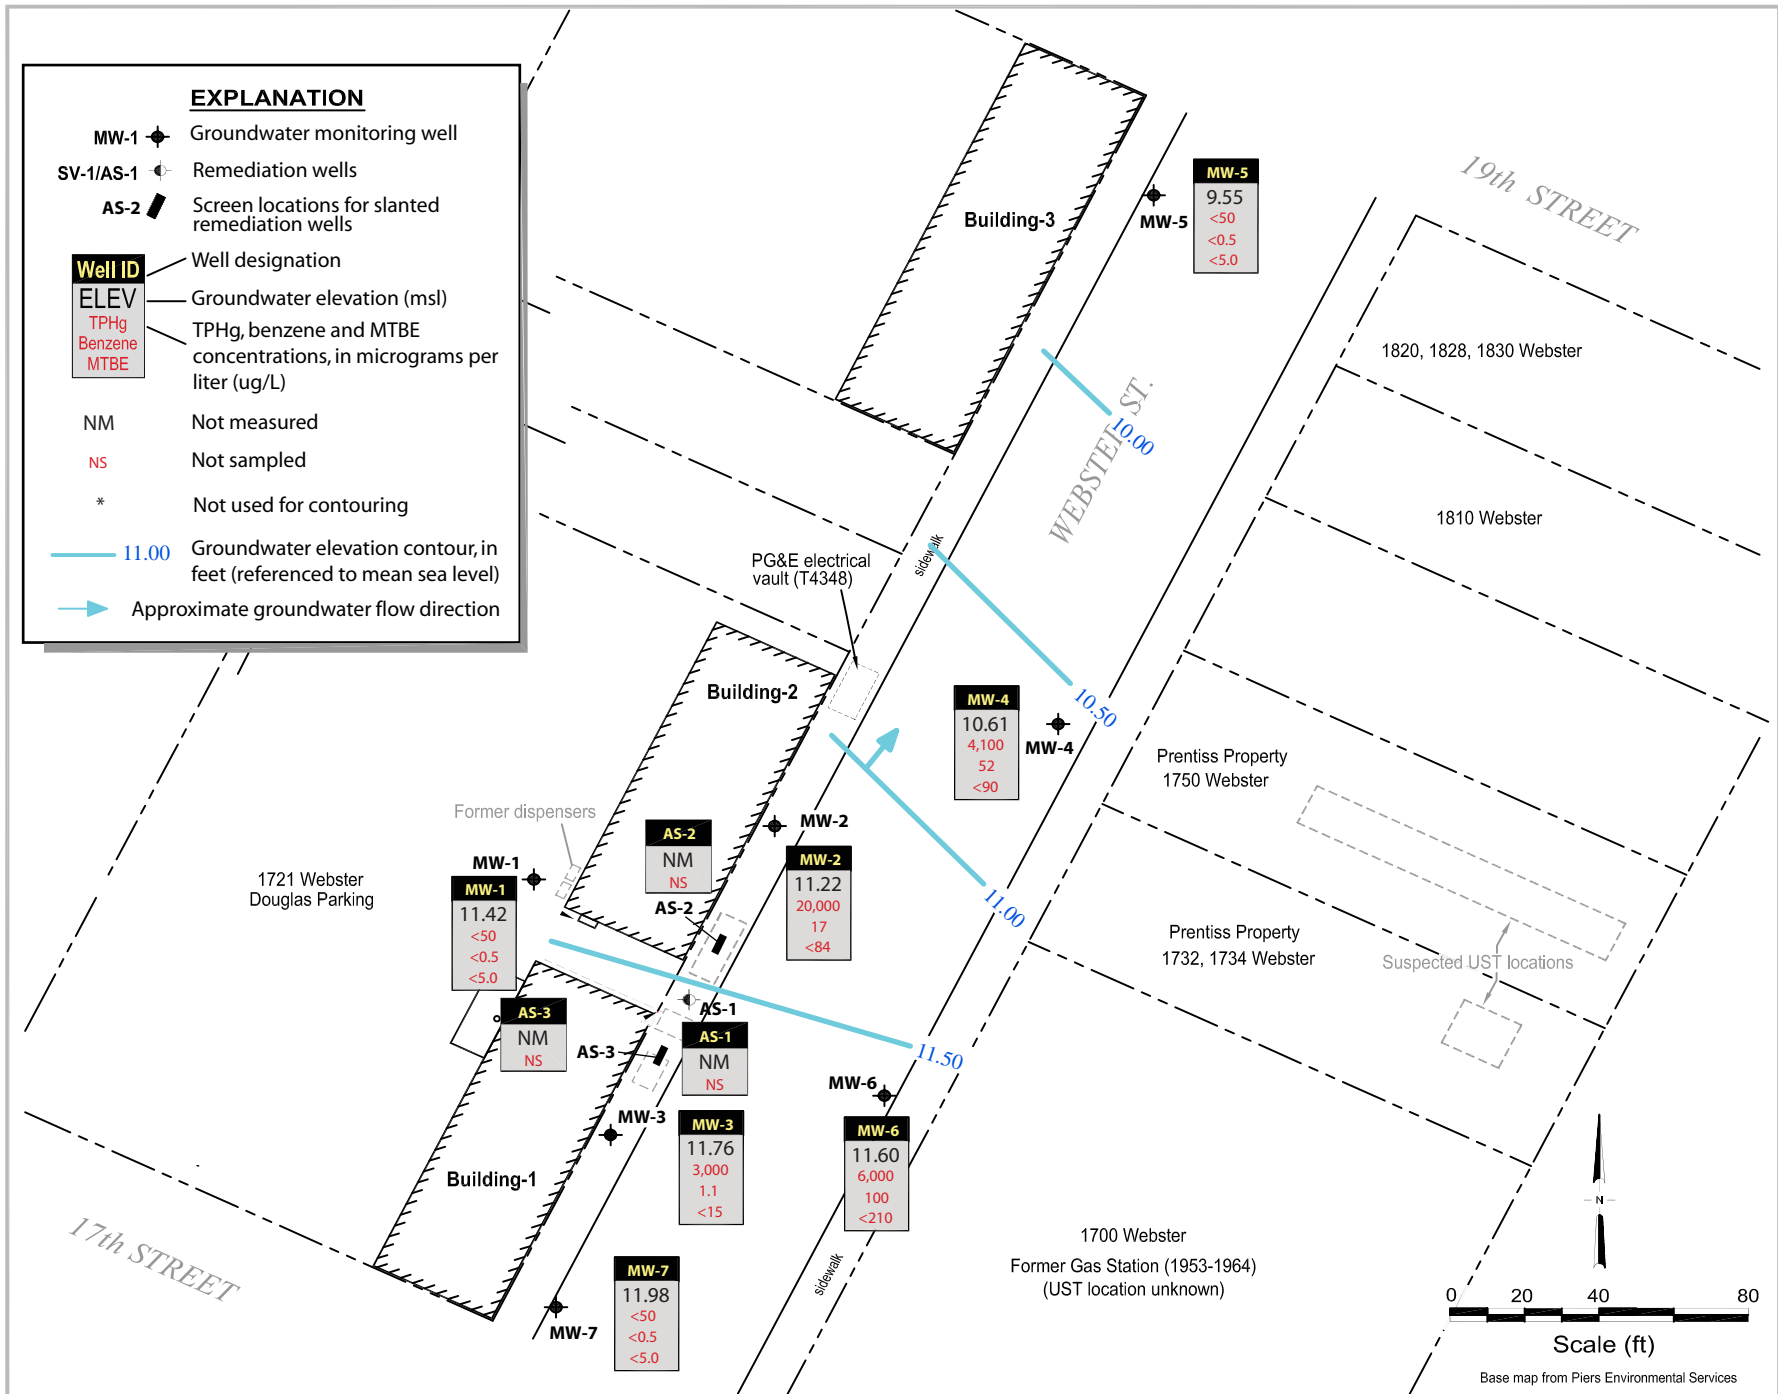 EXPLANATION
MW-1 Groundwater monitoring well
SV-1/AS-1 Remediation wells
AS-2 Screen locations for slanted
remediation wells
Well ID Well designation
ELEV Groundwater elevation (msl)
TPHg
Benzene
MTBE
TPHg, benzene and MTBE
concentrations, in micrograms per
liter (ug/L)
NM Not measured
NS Not sampled
* Not used for contouring
11.00 Groundwater elevation contour, in
feet (referenced to mean sea level)
Approximate groundwater flow direction
Building-3
MW-5
MW-5
9.55
<50
<0.5
<5.0
19th STREET
1820, 1828, 1830 Webster
WEBSTER ST.
10.00
1810 Webster
sidewalk
PG&E electrical
vault (T4348)
Building-2
10.50
MW-4
10.61
4,100
52
<90
MW-4
Prentiss Property
1750 Webster
Former dispensers
MW-1
MW-1
11.42
<50
<0.5
<5.0
1721 Webster
Douglas Parking
AS-2
NM
NS
AS-2
MW-2
MW-2
11.22
20,000
17
<84
11.00
Prentiss Property
1732, 1734 Webster
Suspected UST locations
AS-3
NM
NS
AS-3
AS-1
AS-1
NM
NS
11.50
MW-6
MW-6
11.60
6,000
100
<210
MW-3
MW-3
11.76
3,000
1.1
<15
Building-1
17th STREET
MW-7
MW-7
11.98
<50
<0.5
<5.0
sidewalk
1700 Webster
Former Gas Station (1953-1964)
(UST location unknown)
N
0 20 40 80
Scale (ft)
Base map from Piers Environmental Services